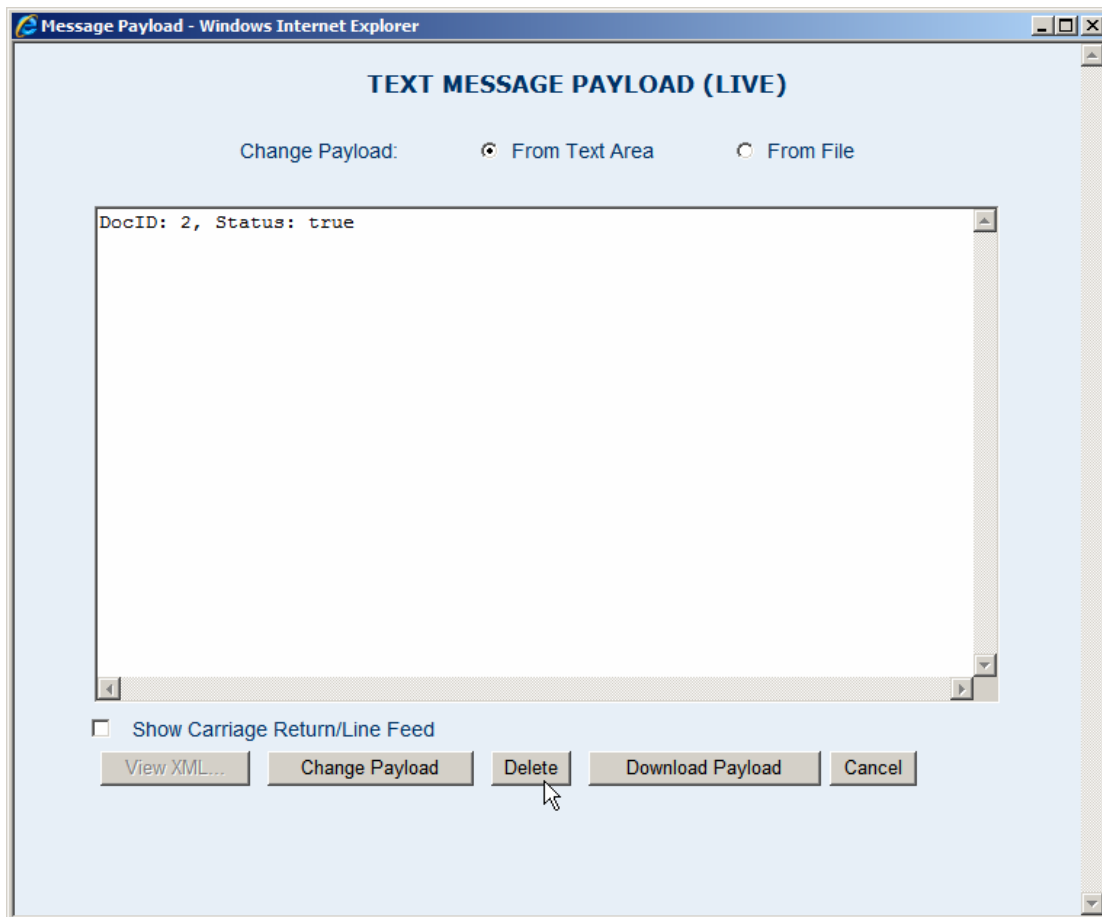 Message Payload - Windows Internet Explorer
TEXT MESSAGE PAYLOAD (LIVE)
Change Payload: From Text Area From File
DocID: 2, Status: true
Show Carriage Return/Line Feed
View XML... Change Payload Delete Download Payload Cancel